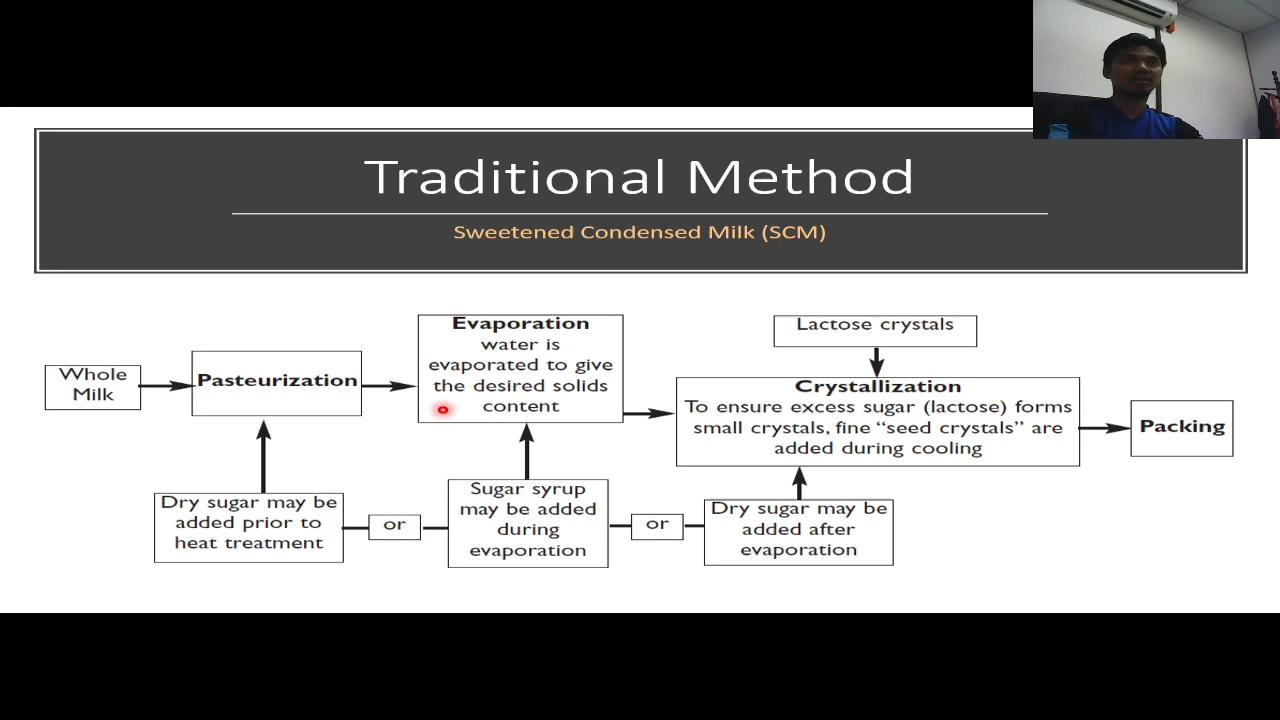 Traditional Method
Sweetened Condensed Milk (SCM)
Whole
Milk
Pasteurization
Evaporation
water is
evaporated to give
the desired solids
content
Lactose crystals
Crystallization
To ensure excess sugar (lactose) forms
small crystals, fine “seed crystals” are
added during cooling
Packing
Dry sugar may be
added prior to
heat treatment
or
Sugar syrup
may be added
during
evaporation
or
Dry sugar may be
added after
evaporation